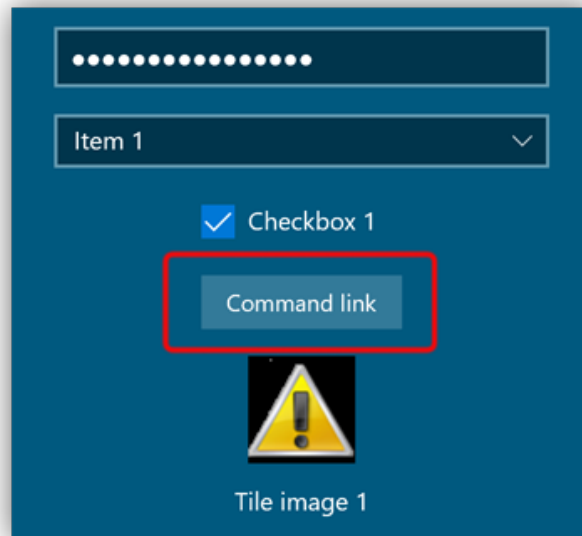 ••••••••••••••••
Item 1
Checkbox 1
Command link
Tile image 1